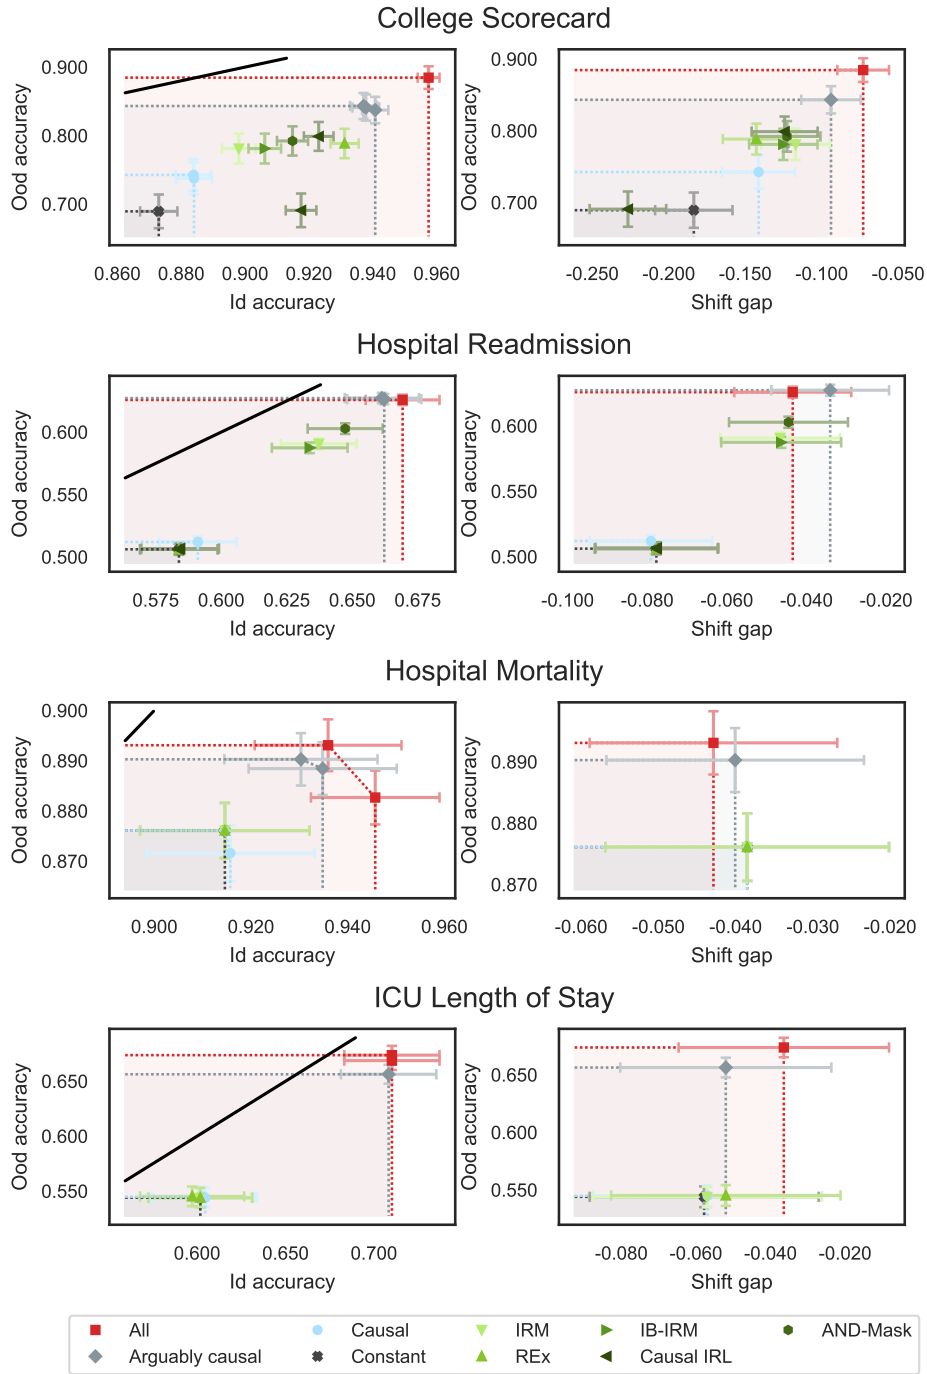 College Scorecard
Ood accuracy
0.900
0.800
0.700
0.860 0.880 0.900 0.920 0.940 0.960
Id accuracy
Ood accuracy
0.900
0.800
0.700
-0.250 -0.200 -0.150 -0.100 -0.050
Shift gap
Hospital Readmission
Ood accuracy
0.600
0.550
0.500
0.575 0.600 0.625 0.650 0.675
Id accuracy
Ood accuracy
0.600
0.550
0.500
-0.100 -0.080 -0.060 -0.040 -0.020
Shift gap
Hospital Mortality
Ood accuracy
0.900
0.890
0.880
0.870
0.900 0.920 0.940 0.960
Id accuracy
Ood accuracy
0.890
0.880
0.870
-0.060 -0.050 -0.040 -0.030 -0.020
Shift gap
ICU Length of Stay
Ood accuracy
0.650
0.600
0.550
0.600 0.650 0.700
Id accuracy
Ood accuracy
0.650
0.600
0.550
-0.080 -0.060 -0.040 -0.020
Shift gap
All Causal IRM IB-IRM AND-Mask
Arguably causal Constant REx Causal IRL